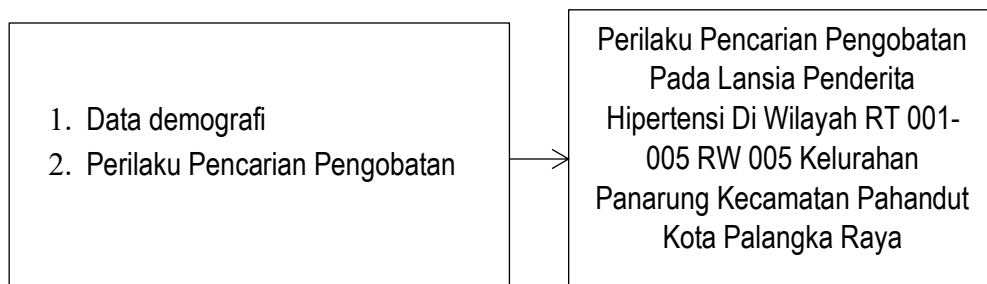 1. Data demografi
2. Perilaku Pencarian Pengobatan
Perilaku Pencarian Pengobatan
Pada Lansia Penderita
Hipertensi Di Wilayah RT 001-
005 RW 005 Kelurahan
Panarung Kecamatan Pahandut
Kota Palangka Raya